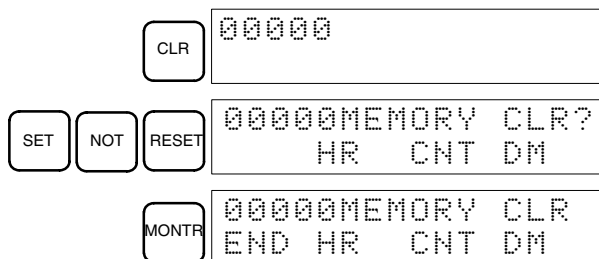 CLR
00000
SET NOT RESET
00000MEMORY CLR?
HR CNT DM
MONTR
00000MEMORY CLR
END HR CNT DM